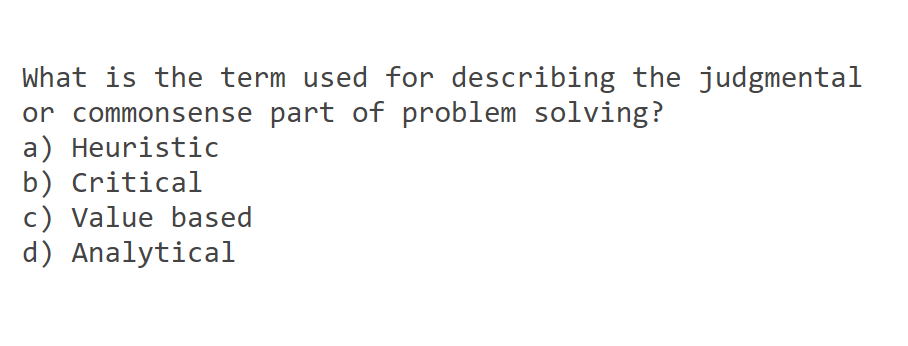 What is the term used for describing the judgmental
or commonsense part of problem solving?
a) Heuristic
b) Critical
c) Value based
d) Analytical